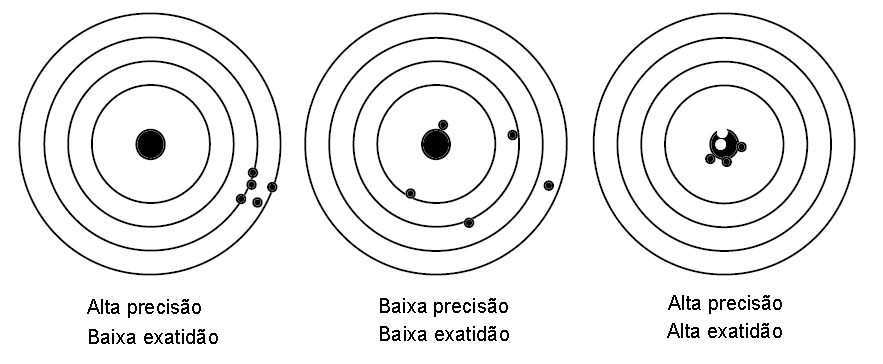 Alta precisão
Baixa exatidão
Baixa precisão
Baixa exatidão
Alta precisão
Alta exatidão